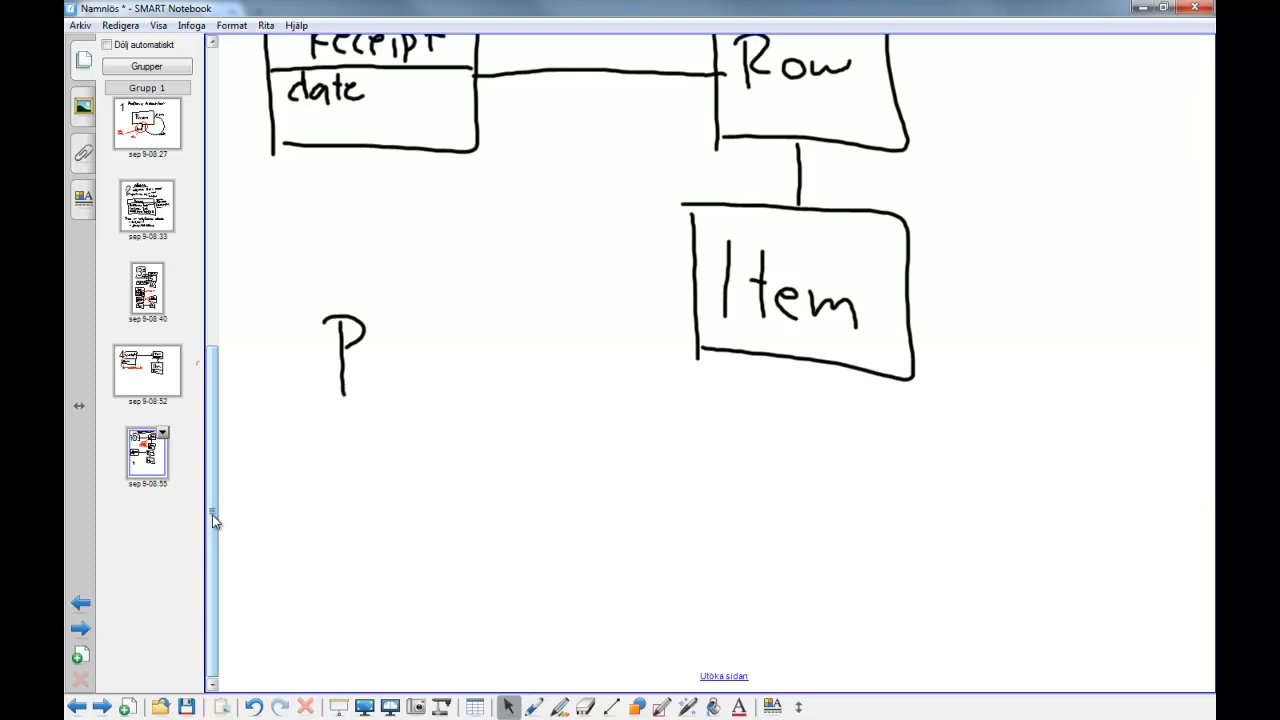 Namnlös * - SMART Notebook
Arkiv Redigera Visa Infoga Format Rita Hjälp
Dölj automatiskt
Grupper
Grupp 1
sep 9-08:27
sep 9-08:33
sep 9-08:40
sep 9-08:52
sep 9-08:55
receipt
date
Row
Item
P
Utöka sidan